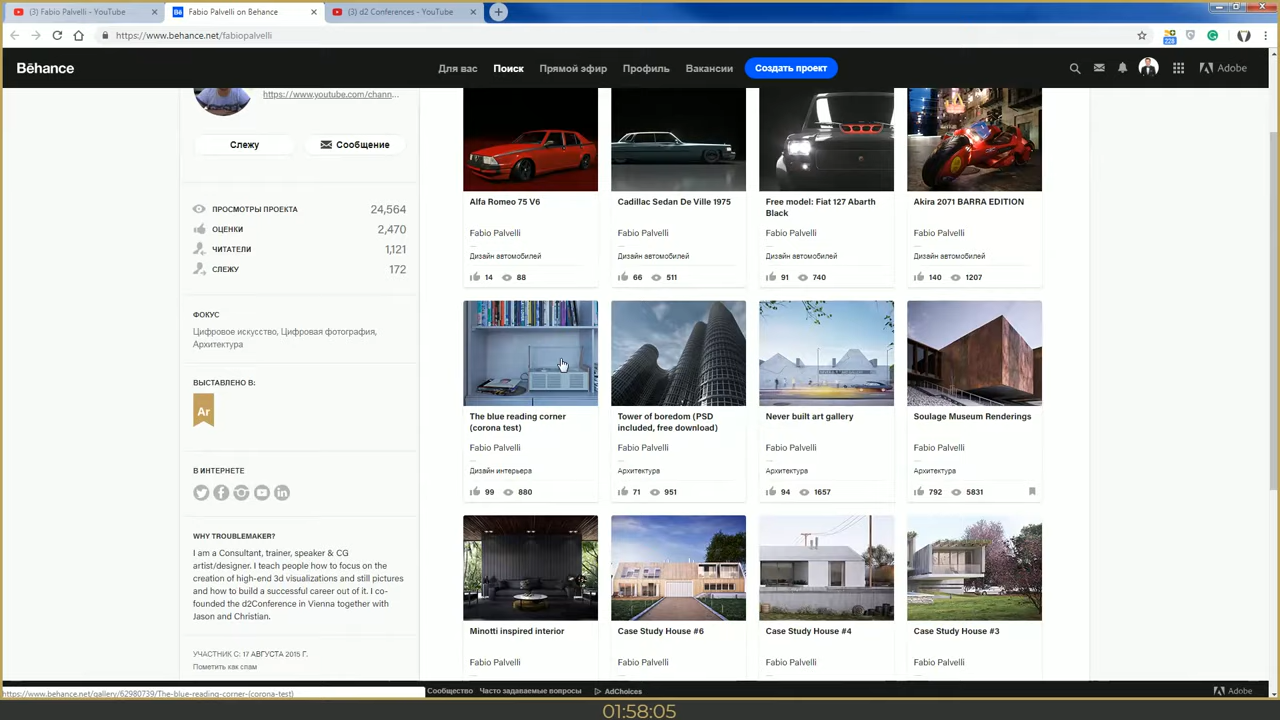 (3) Fabio Palvelli - YouTube
Fabio Palvelli on Behance
(3) d2 Conferences - YouTube
https://www.behance.net/fabiopalvelli
228
Bēhance
Для вас
Поиск
Прямой эфир
Профиль
Вакансии
Создать проект
Adobe
https://www.youtube.com/chann...
Слежу
Сообщение
ПРОСМОТРЫ ПРОЕКТА 24,564
ОЦЕНКИ 2,470
ЧИТАТЕЛИ 1,121
СЛЕЖУ 172
ФОКУС
Цифровое искусство, Цифровая фотография,
Архитектура
ВЫСТАВЛЕНО В:
Ar
В ИНТЕРНЕТЕ
WHY TROUBLEMAKER?
I am a Consultant, trainer, speaker & CG
artist/designer. I teach people how to focus on the
creation of high-end 3d visualizations and still pictures
and how to build a successful career out of it. I co-
founded the d2Conference in Vienna together with
Jason and Christian.
УЧАСТНИК С: 17 АВГУСТА 2015 Г.
Пометить как спам
Alfa Romeo 75 V6
Fabio Palvelli
Дизайн автомобилей
14 88
Cadillac Sedan De Ville 1975
Fabio Palvelli
Дизайн автомобилей
66 511
Free model: Fiat 127 Abarth
Black
Fabio Palvelli
Дизайн автомобилей
91 740
Akira 2071 BARRA EDITION
Fabio Palvelli
Дизайн автомобилей
140 1207
The blue reading corner
(corona test)
Fabio Palvelli
Дизайн интерьера
99 880
Tower of boredom (PSD
included, free download)
Fabio Palvelli
Архитектура
71 951
Never built art gallery
Fabio Palvelli
Архитектура
94 1657
Soulage Museum Renderings
Fabio Palvelli
Архитектура
792 5831
Minotti inspired interior
Fabio Palvelli
Case Study House #6
Fabio Palvelli
Case Study House #4
Fabio Palvelli
Case Study House #3
Fabio Palvelli
https://www.behance.net/gallery/62980739/The-blue-reading-corner-(corona-test)
Сообщество
Часто задаваемые вопросы
AdChoices
Adobe
01:58:05